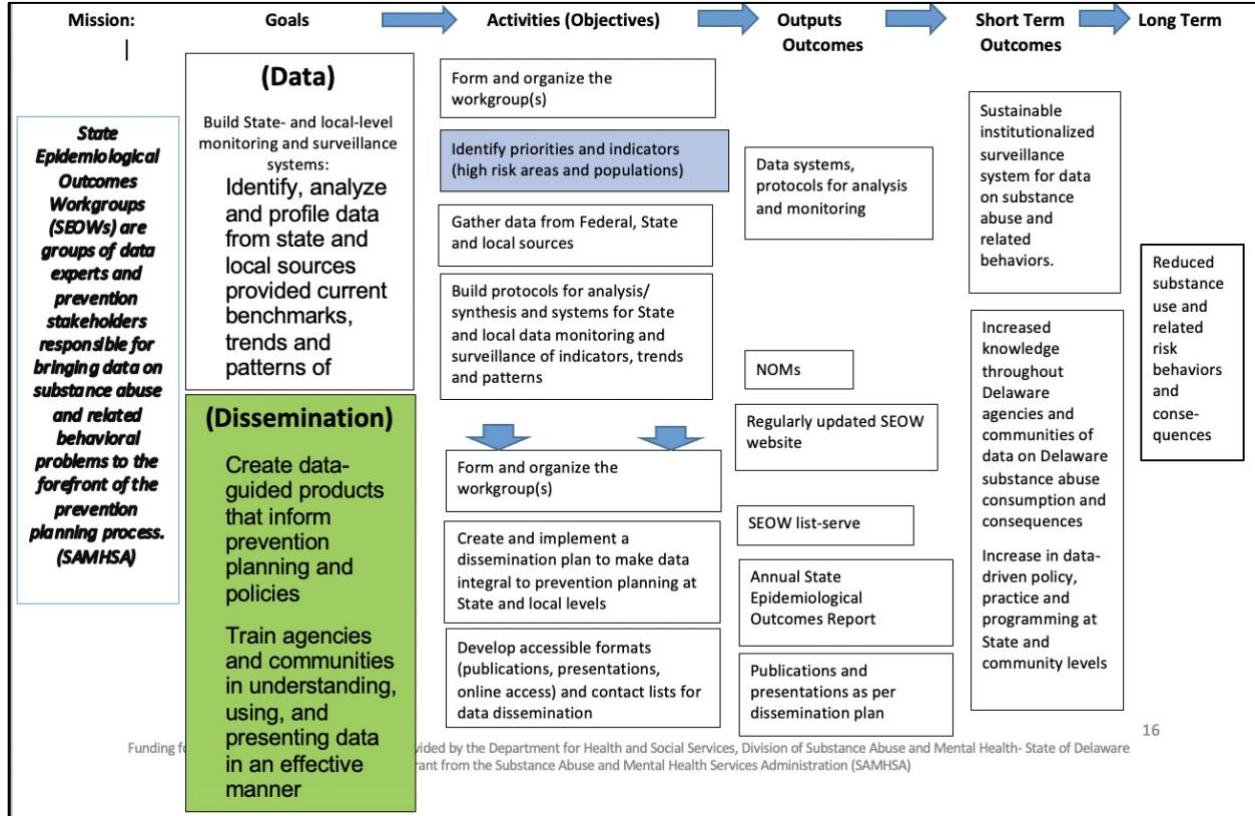 Mission:
Goals
Activities (Objectives)
Outputs
Outcomes
Short Term
Outcomes
Long Term
|
State
Epidemiological
Outcomes
Workgroups
(SEOWs) are
groups of data
experts and
prevention
stakeholders
responsible for
bringing data on
substance abuse
and related
behavioral
problems to the
forefront of the
prevention
planning process.
(SAMHSA)
(Data)
Build State- and local-level
monitoring and surveillance
systems:
Identify, analyze
and profile data
from state and
local sources
provided current
benchmarks,
trends and
patterns of
(Dissemination)
Create data-
guided products
that inform
prevention
planning and
policies
Train agencies
and communities
in understanding,
using, and
presenting data
in an effective
manner
Form and organize the
workgroup(s)
Identify priorities and indicators
(high risk areas and populations)
Gather data from Federal, State
and local sources
Build protocols for analysis/
synthesis and systems for State
and local data monitoring and
surveillance of indicators, trends
and patterns
Form and organize the
workgroup(s)
Create and implement a
dissemination plan to make data
integral to prevention planning at
State and local levels
Develop accessible formats
(publications, presentations,
online access) and contact lists for
data dissemination
Data systems,
protocols for analysis
and monitoring
NOMs
Regularly updated SEOW
website
SEOW list-serve
Annual State
Epidemiological
Outcomes Report
Publications and
presentations as per
dissemination plan
Sustainable
institutionalized
surveillance
system for data
on substance
abuse and
related
behaviors.
Increased
knowledge
throughout
Delaware
agencies and
communities of
data on Delaware
substance abuse
consumption and
consequences
Increase in data-
driven policy,
practice and
programming at
State and
community levels
Reduced
substance
use and
related
risk
behaviors
and
conse-
quences
16
Funding vided by the Department for Health and Social Services, Division of Substance Abuse and Mental Health- State of Delaware
rant from the Substance Abuse and Mental Health Services Administration (SAMHSA)